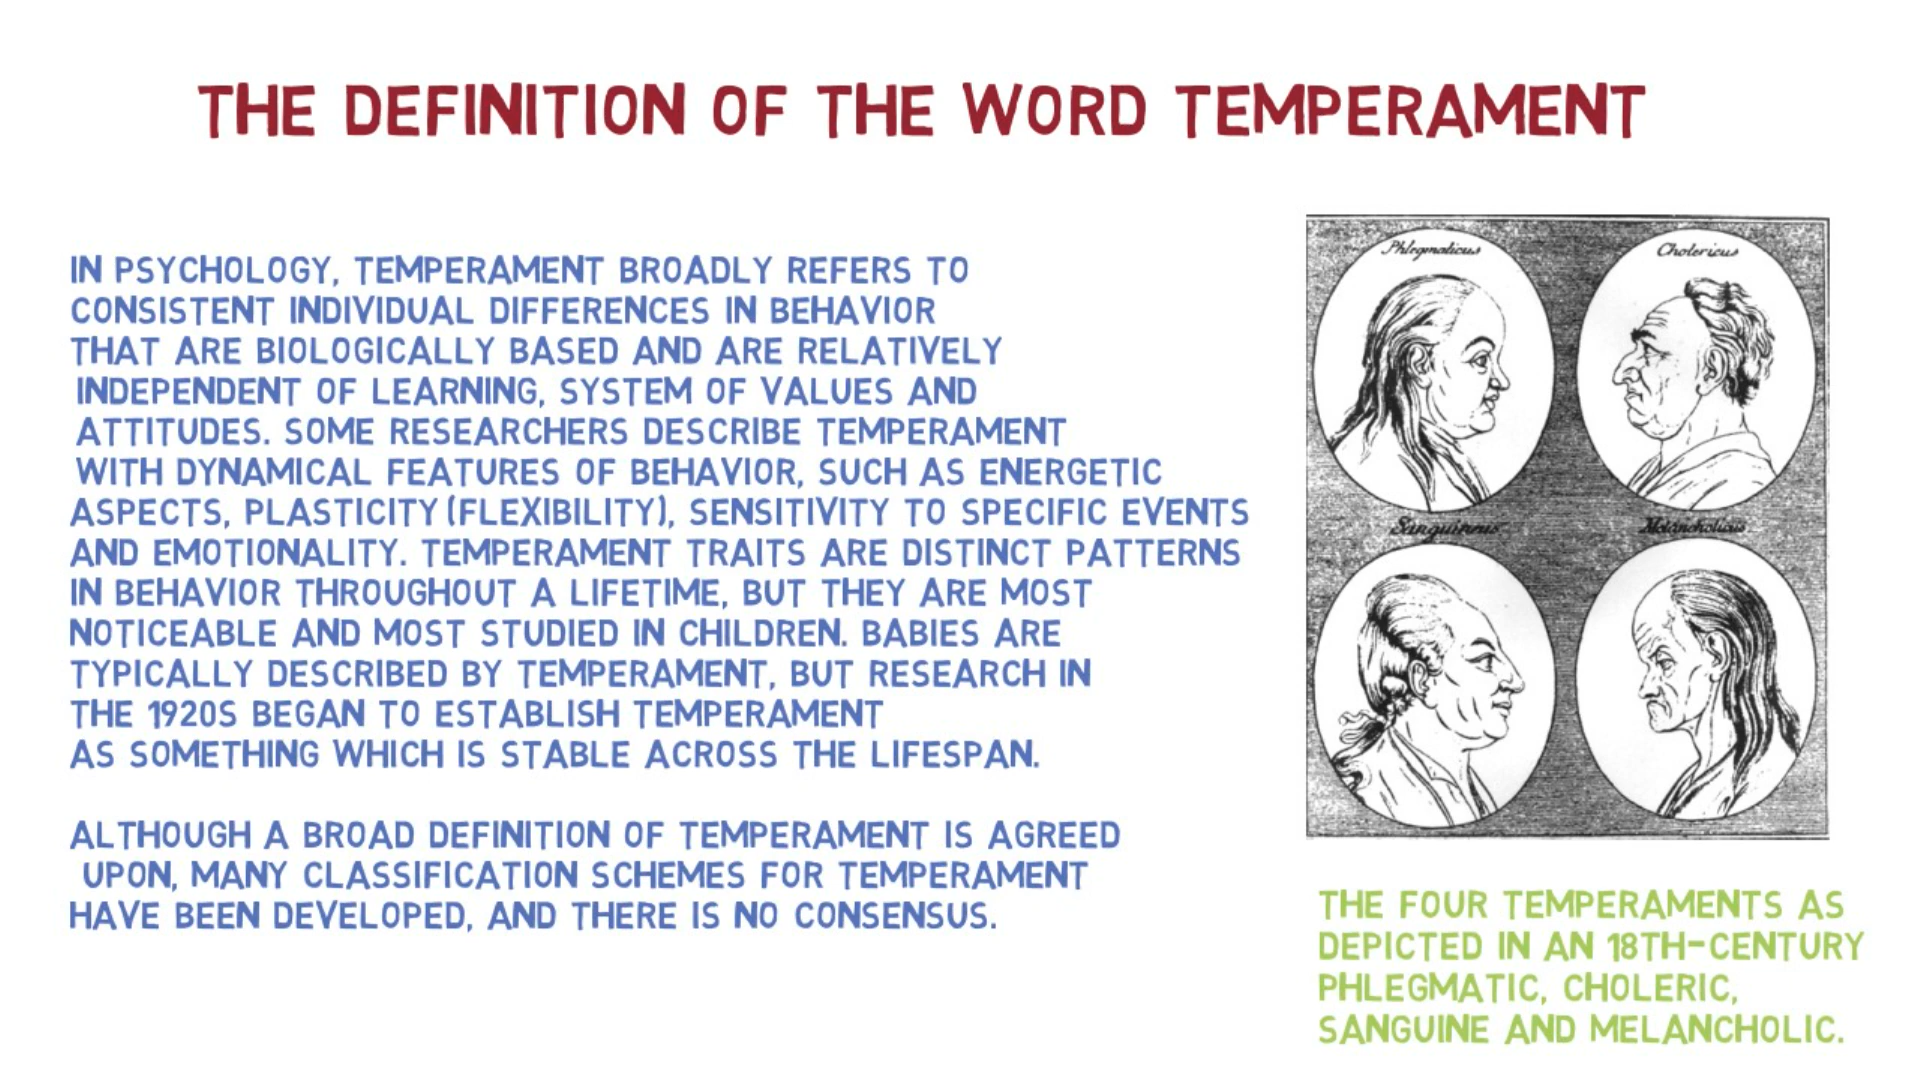 THE DEFINITION OF THE WORD TEMPERAMENT
IN PSYCHOLOGY, TEMPERAMENT BROADLY REFERS TO
CONSISTENT INDIVIDUAL DIFFERENCES IN BEHAVIOR
THAT ARE BIOLOGICALLY BASED AND ARE RELATIVELY
INDEPENDENT OF LEARNING, SYSTEM OF VALUES AND
ATTITUDES. SOME RESEARCHERS DESCRIBE TEMPERAMENT
WITH DYNAMICAL FEATURES OF BEHAVIOR, SUCH AS ENERGETIC
ASPECTS, PLASTICITY (FLEXIBILITY), SENSITIVITY TO SPECIFIC EVENTS
AND EMOTIONALITY. TEMPERAMENT TRAITS ARE DISTINCT PATTERNS
IN BEHAVIOR THROUGHOUT A LIFETIME, BUT THEY ARE MOST
NOTICEABLE AND MOST STUDIED IN CHILDREN. BABIES ARE
TYPICALLY DESCRIBED BY TEMPERAMENT, BUT RESEARCH IN
THE 1920S BEGAN TO ESTABLISH TEMPERAMENT
AS SOMETHING WHICH IS STABLE ACROSS THE LIFESPAN.
ALTHOUGH A BROAD DEFINITION OF TEMPERAMENT IS AGREED
UPON, MANY CLASSIFICATION SCHEMES FOR TEMPERAMENT
HAVE BEEN DEVELOPED, AND THERE IS NO CONSENSUS.
Phlegmaticus
Cholericus
Sanguineus
Melancholicus
THE FOUR TEMPERAMENTS AS
DEPICTED IN AN 18TH-CENTURY
PHLEGMATIC, CHOLERIC,
SANGUINE AND MELANCHOLIC.